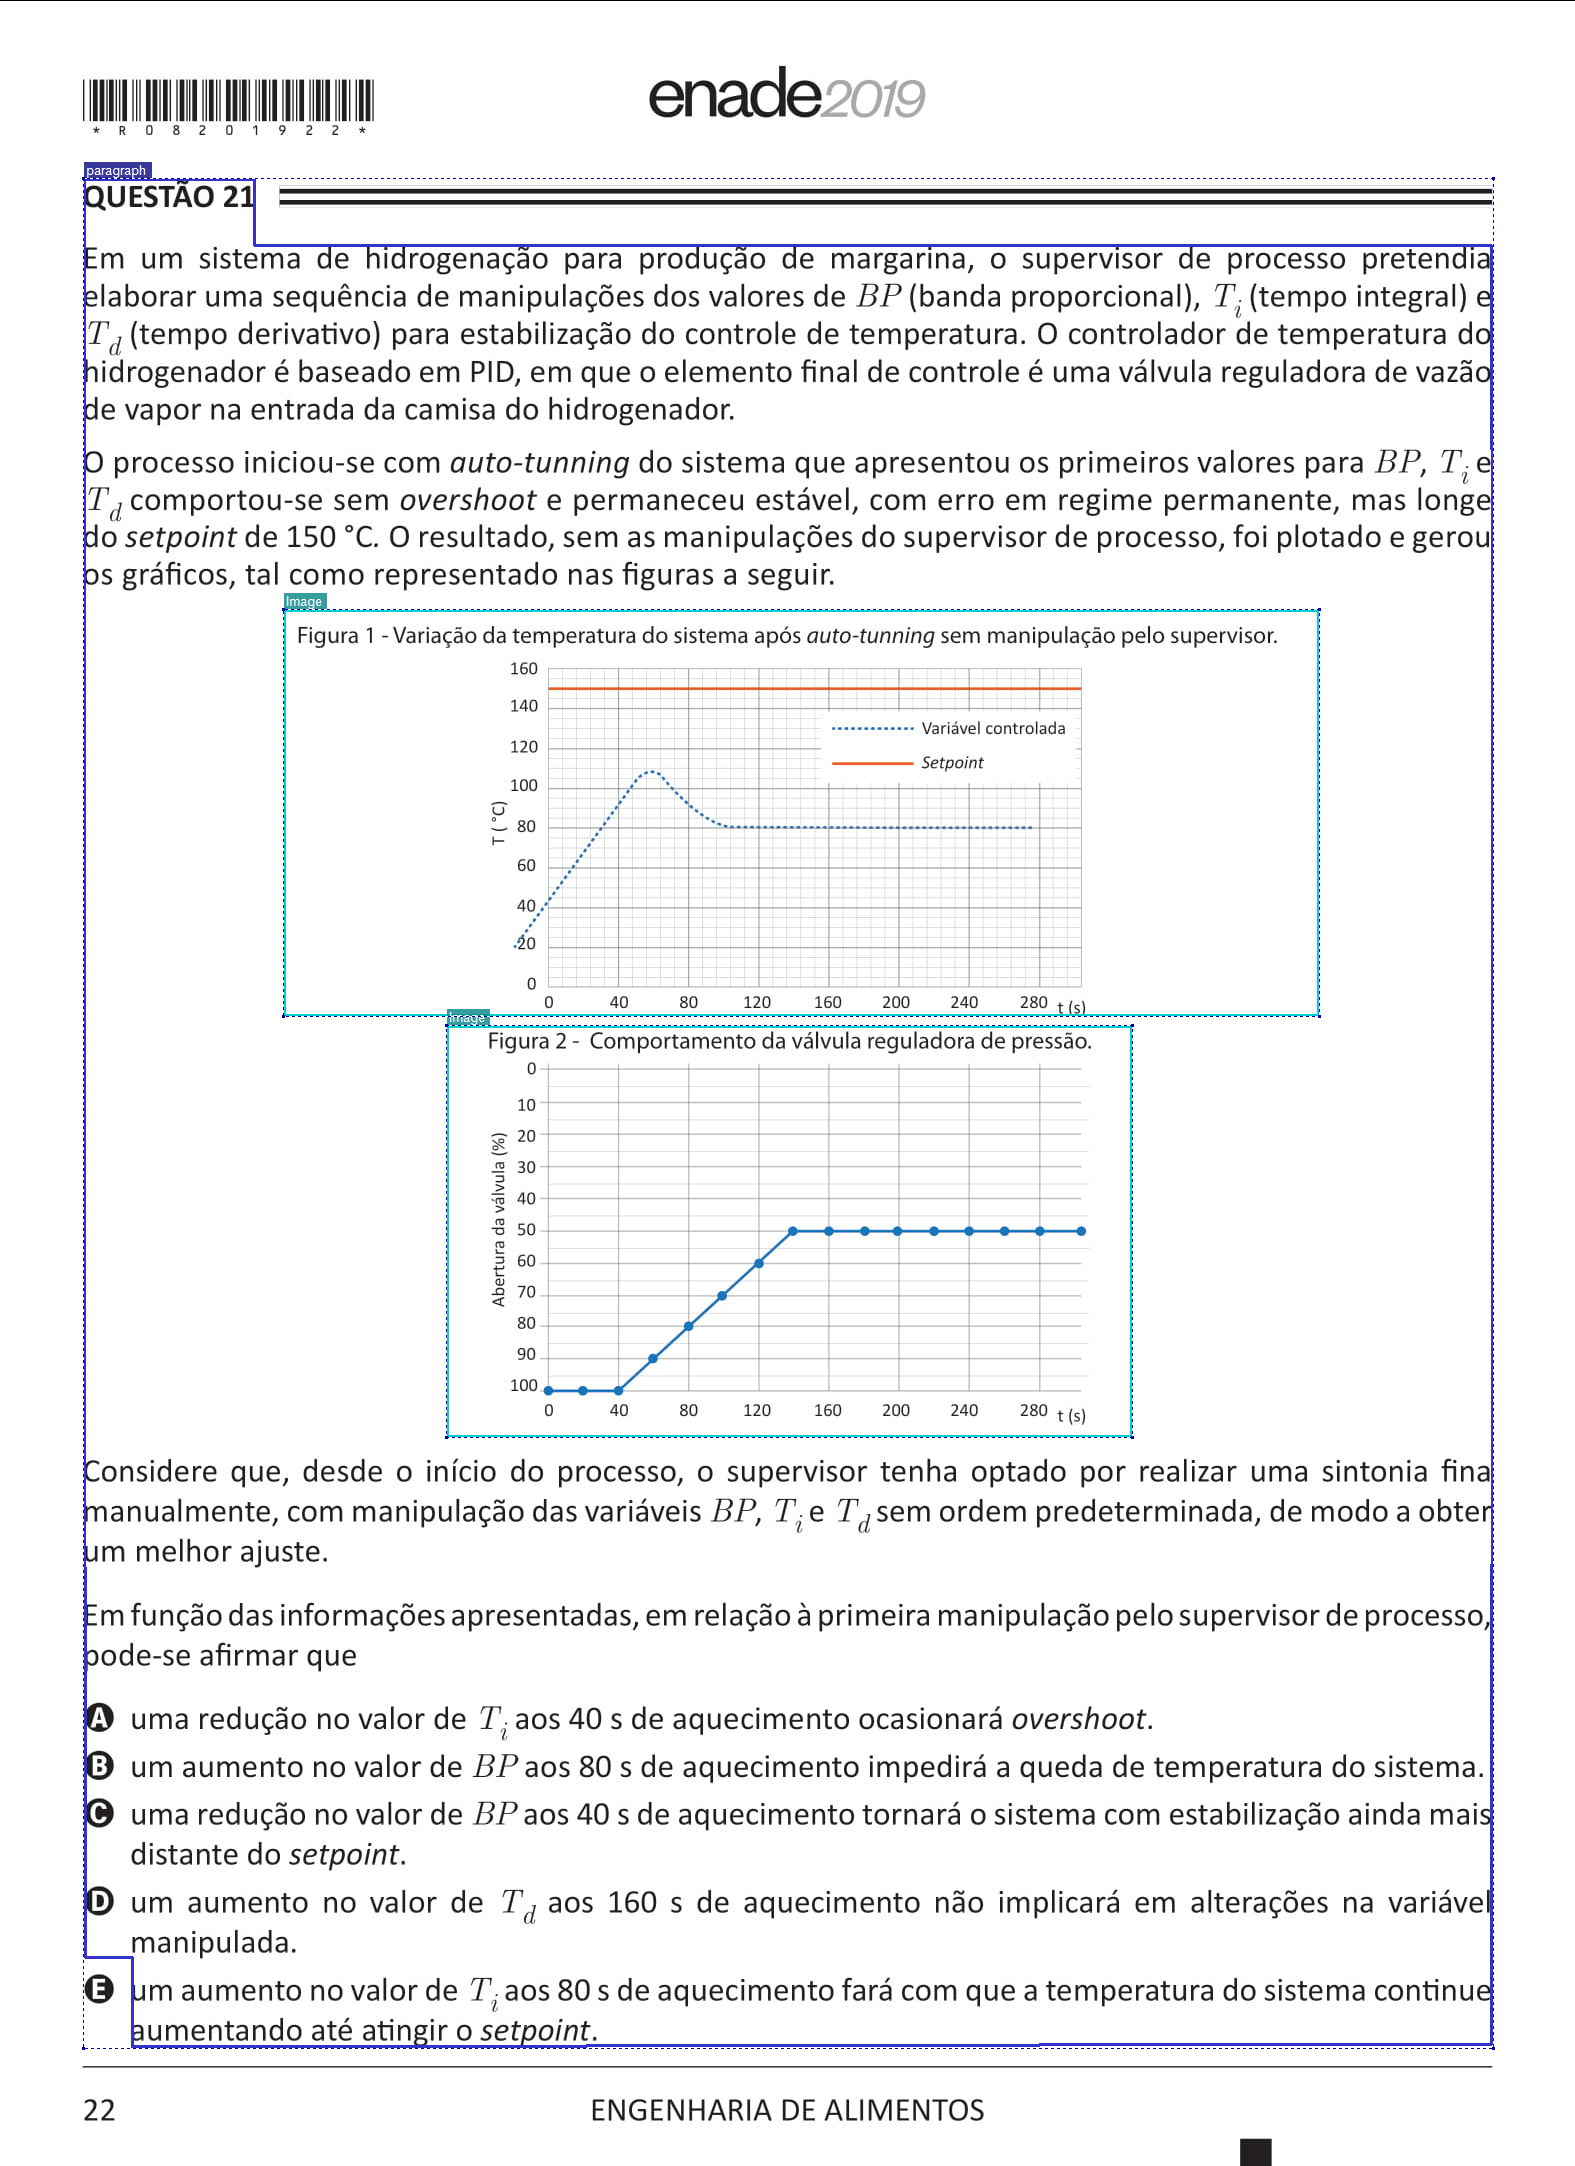 * R 0 8 2 0 1 9 2 2 *
enade2019
paragraph
QUESTÃO 21
Em um sistema de hidrogenação para produção de margarina, o supervisor de processo pretendia
elaborar uma sequência de manipulações dos valores de BP (banda proporcional), Ti (tempo integral) e
Td (tempo derivativo) para estabilização do controle de temperatura. O controlador de temperatura do
hidrogenador é baseado em PID, em que o elemento final de controle é uma válvula reguladora de vazão
de vapor na entrada da camisa do hidrogenador.
O processo iniciou-se com auto-tunning do sistema que apresentou os primeiros valores para BP, Ti e
Td comportou-se sem overshoot e permaneceu estável, com erro em regime permanente, mas longe
do setpoint de 150 °C. O resultado, sem as manipulações do supervisor de processo, foi plotado e gerou
os gráficos, tal como representado nas figuras a seguir.
Image
Figura 1 - Variação da temperatura do sistema após auto-tunning sem manipulação pelo supervisor.
160
140
120
100
80
60
40
20
0
T ( °C)
Variável controlada
Setpoint
0 40 80 120 160 200 240 280 t (s)
Image
Figura 2 - Comportamento da válvula reguladora de pressão.
0
10
20
30
40
50
60
70
80
90
100
Abertura da válvula (%)
0 40 80 120 160 200 240 280 t (s)
Considere que, desde o início do processo, o supervisor tenha optado por realizar uma sintonia fina
manualmente, com manipulação das variáveis BP, Ti e Td sem ordem predeterminada, de modo a obter
um melhor ajuste.
Em função das informações apresentadas, em relação à primeira manipulação pelo supervisor de processo,
pode-se afirmar que
A uma redução no valor de Ti aos 40 s de aquecimento ocasionará overshoot.
B um aumento no valor de BP aos 80 s de aquecimento impedirá a queda de temperatura do sistema.
C uma redução no valor de BP aos 40 s de aquecimento tornará o sistema com estabilização ainda mais
distante do setpoint.
D um aumento no valor de Td aos 160 s de aquecimento não implicará em alterações na variável
manipulada.
E um aumento no valor de Ti aos 80 s de aquecimento fará com que a temperatura do sistema continue
aumentando até atingir o setpoint.
22
ENGENHARIA DE ALIMENTOS